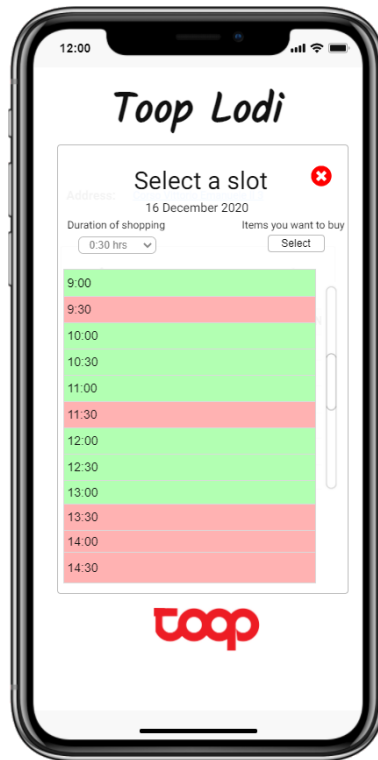 12:00
Toop Lodi
Select a slot
Address:
16 December 2020
Duration of shopping Items you want to buy
0:30 hrs Select
9:00
9:30
10:00
10:30
11:00
11:30
12:00
12:30
13:00
13:30
14:00
14:30
toop